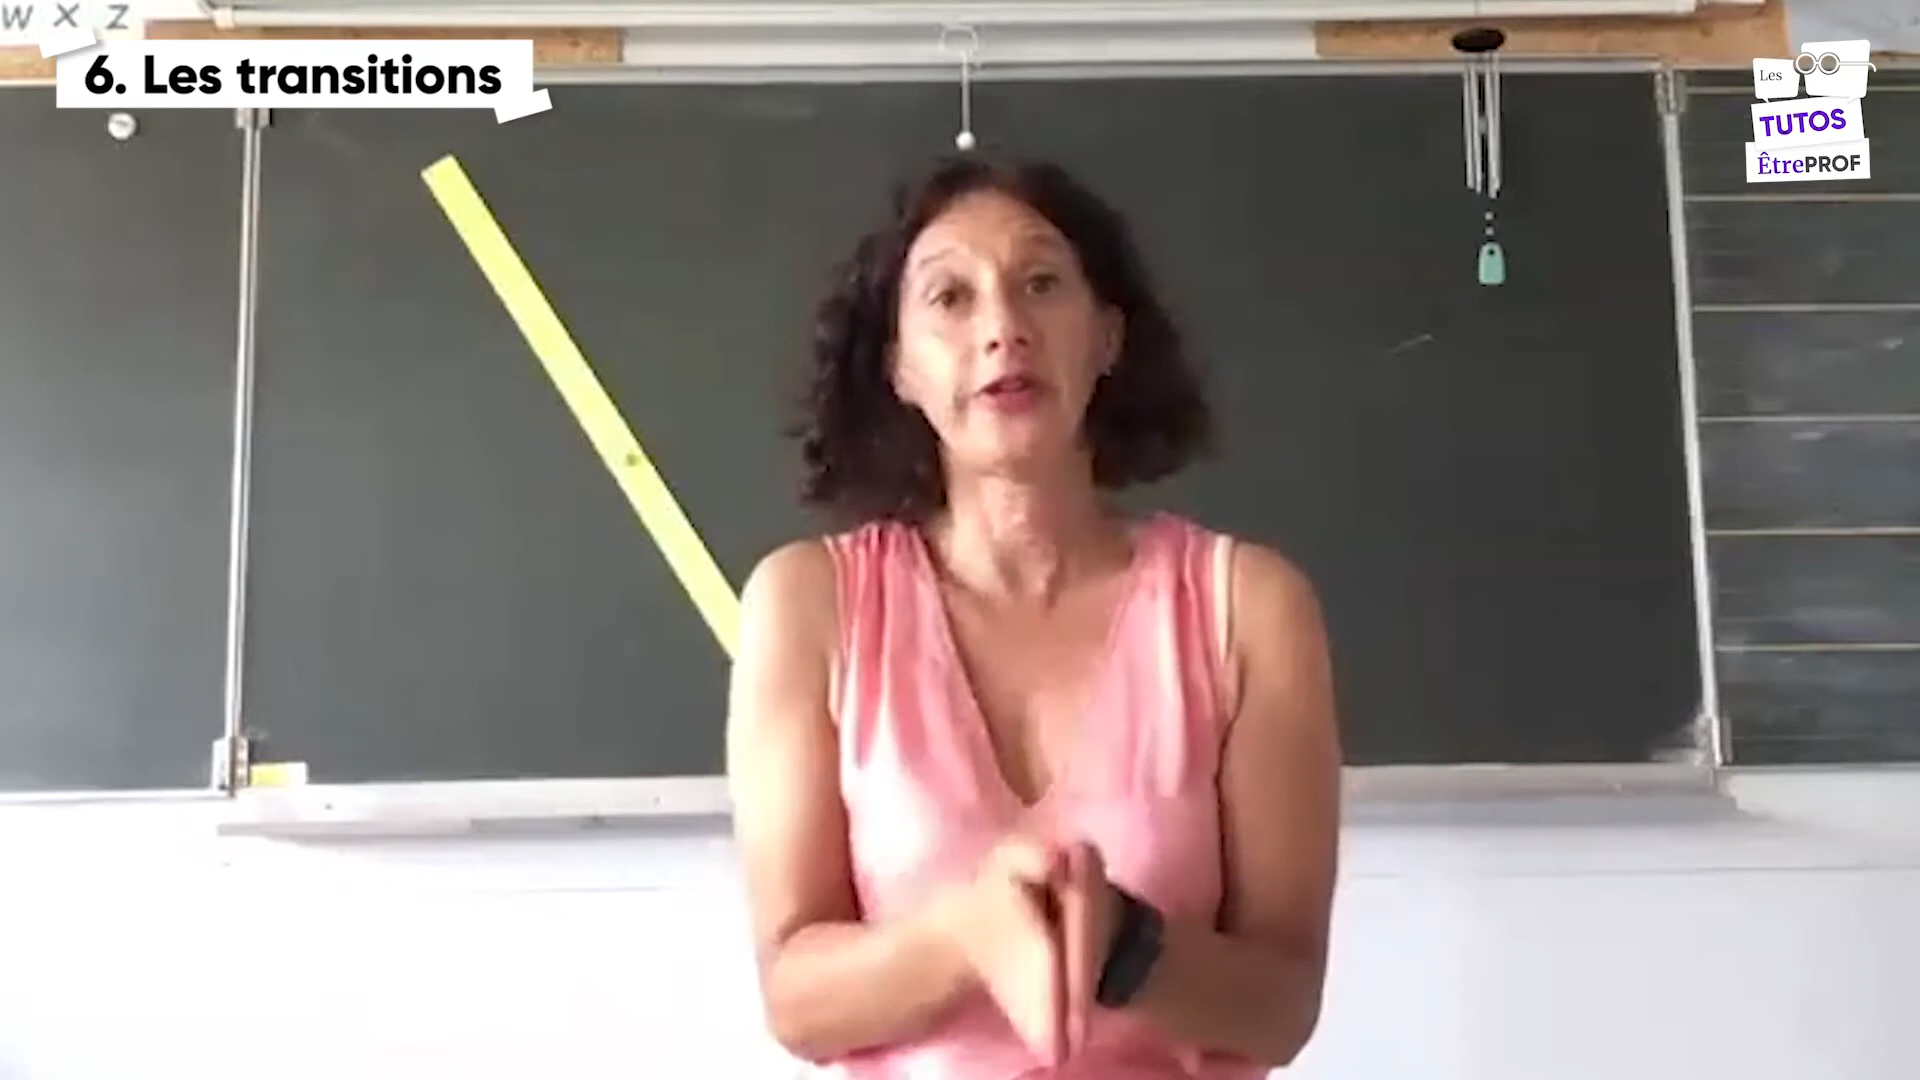 w x z
6. Les transitions
Les
TUTOS
ÊtrePROF